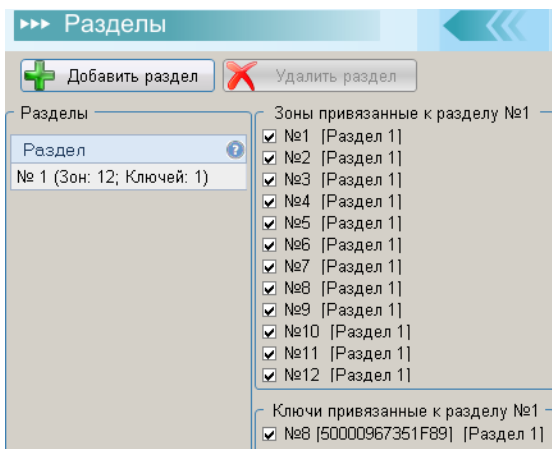 Разделы
Добавить раздел
Удалить раздел
Разделы
Раздел
№ 1 (Зон: 12; Ключей: 1)
Зоны привязанные к разделу №1
№1 [Раздел 1]
№2 [Раздел 1]
№3 [Раздел 1]
№4 [Раздел 1]
№5 [Раздел 1]
№6 [Раздел 1]
№7 [Раздел 1]
№8 [Раздел 1]
№9 [Раздел 1]
№10 [Раздел 1]
№11 [Раздел 1]
№12 [Раздел 1]
Ключи привязанные к разделу №1
№8 [50000967351F89] [Раздел 1]